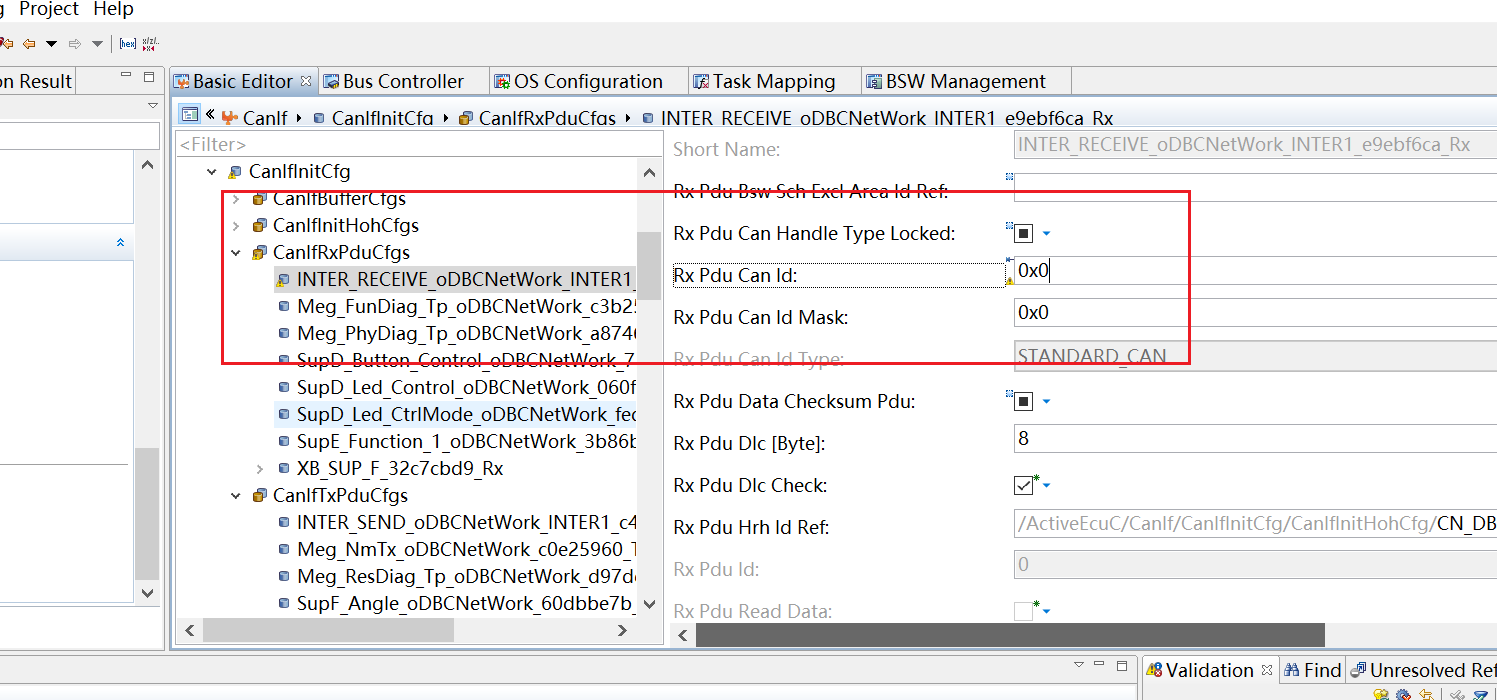 Project Help
on Result
Basic Editor
Bus Controller
OS Configuration
Task Mapping
BSW Management
CanIf
CanIfInitCfg
CanIfRxPduCfgs
INTER_RECEIVE_oDBCNetWork_INTER1_e9ebf6ca_Rx
<Filter>
CanIfInitCfg
CanIfBufferCfgs
CanIfInitHohCfgs
CanIfRxPduCfgs
INTER_RECEIVE_oDBCNetWork_INTER1_
Meg_FunDiag_Tp_oDBCNetWork_c3b25
Meg_PhyDiag_Tp_oDBCNetWork_a8746
SupD_Button_Control_oDBCNetWork_7
SupD_Led_Control_oDBCNetWork_060f
SupD_Led_CtrlMode_oDBCNetWork_fec
SupE_Function_1_oDBCNetWork_3b86b
XB_SUP_F_32c7cbd9_Rx
CanIfTxPduCfgs
INTER_SEND_oDBCNetWork_INTER1_c4
Meg_NmTx_oDBCNetWork_c0e25960_T
Meg_ResDiag_Tp_oDBCNetWork_d97d
SupF_Angle_oDBCNetWork_60dbbe7b_
Short Name: INTER_RECEIVE_oDBCNetWork_INTER1_e9ebf6ca_Rx
Rx Pdu Bsw Sch Excl Area Id Ref:
Rx Pdu Can Handle Type Locked:
Rx Pdu Can Id: 0x0
Rx Pdu Can Id Mask: 0x0
Rx Pdu Can Id Type: STANDARD_CAN
Rx Pdu Data Checksum Pdu:
Rx Pdu Dlc [Byte]: 8
Rx Pdu Dlc Check:
Rx Pdu Hrh Id Ref: /ActiveEcuC/CanIf/CanIfInitCfg/CanIfInitHohCfg/CN_DB
Rx Pdu Id: 0
Rx Pdu Read Data:
Validation
Find
Unresolved Ref